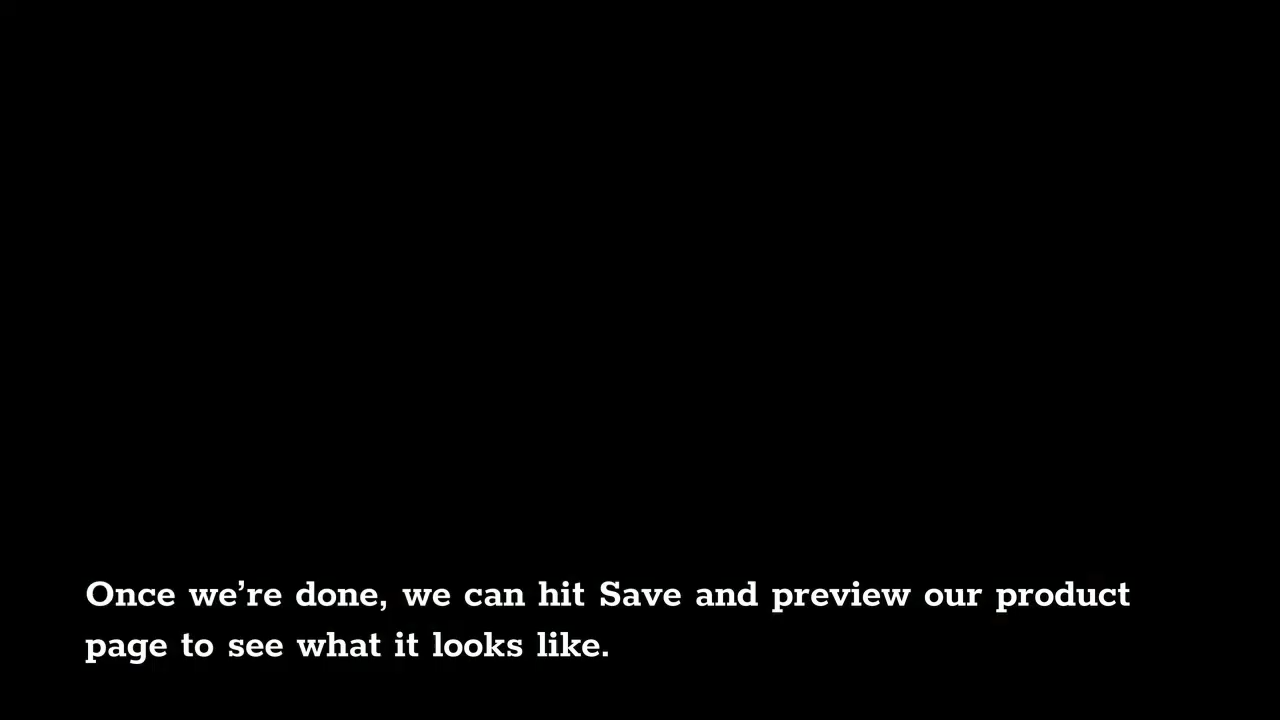 Once we’re done, we can hit Save and preview our product
page to see what it looks like.